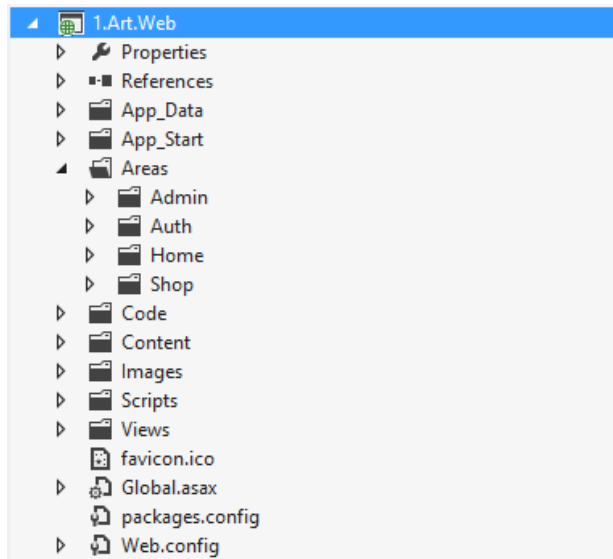 1.Art.Web
Properties
References
App_Data
App_Start
Areas
Admin
Auth
Home
Shop
Code
Content
Images
Scripts
Views
favicon.ico
Global.asax
packages.config
Web.config